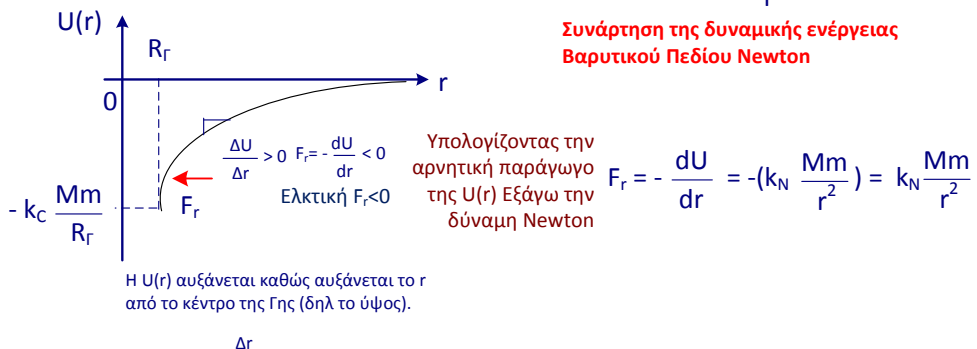 U(r)
Συνάρτηση της δυναμικής ενέργειας
Βαρυτικού Πεδίου Newton
R_Γ
0
r
ΔU/Δr > 0 F_r= - dU/dr < 0
Ελκτική F_r<0
F_r
- k_C Mm/R_Γ
Υπολογίζοντας την
αρνητική παράγωγο
της U(r) Εξάγω την
δύναμη Newton
F_r = - dU/dr = -(k_N Mm/r²) = k_N Mm/r²
Η U(r) αυξάνεται καθώς αυξάνεται το r
από το κέντρο της Γης (δηλ το ύψος).
Δr